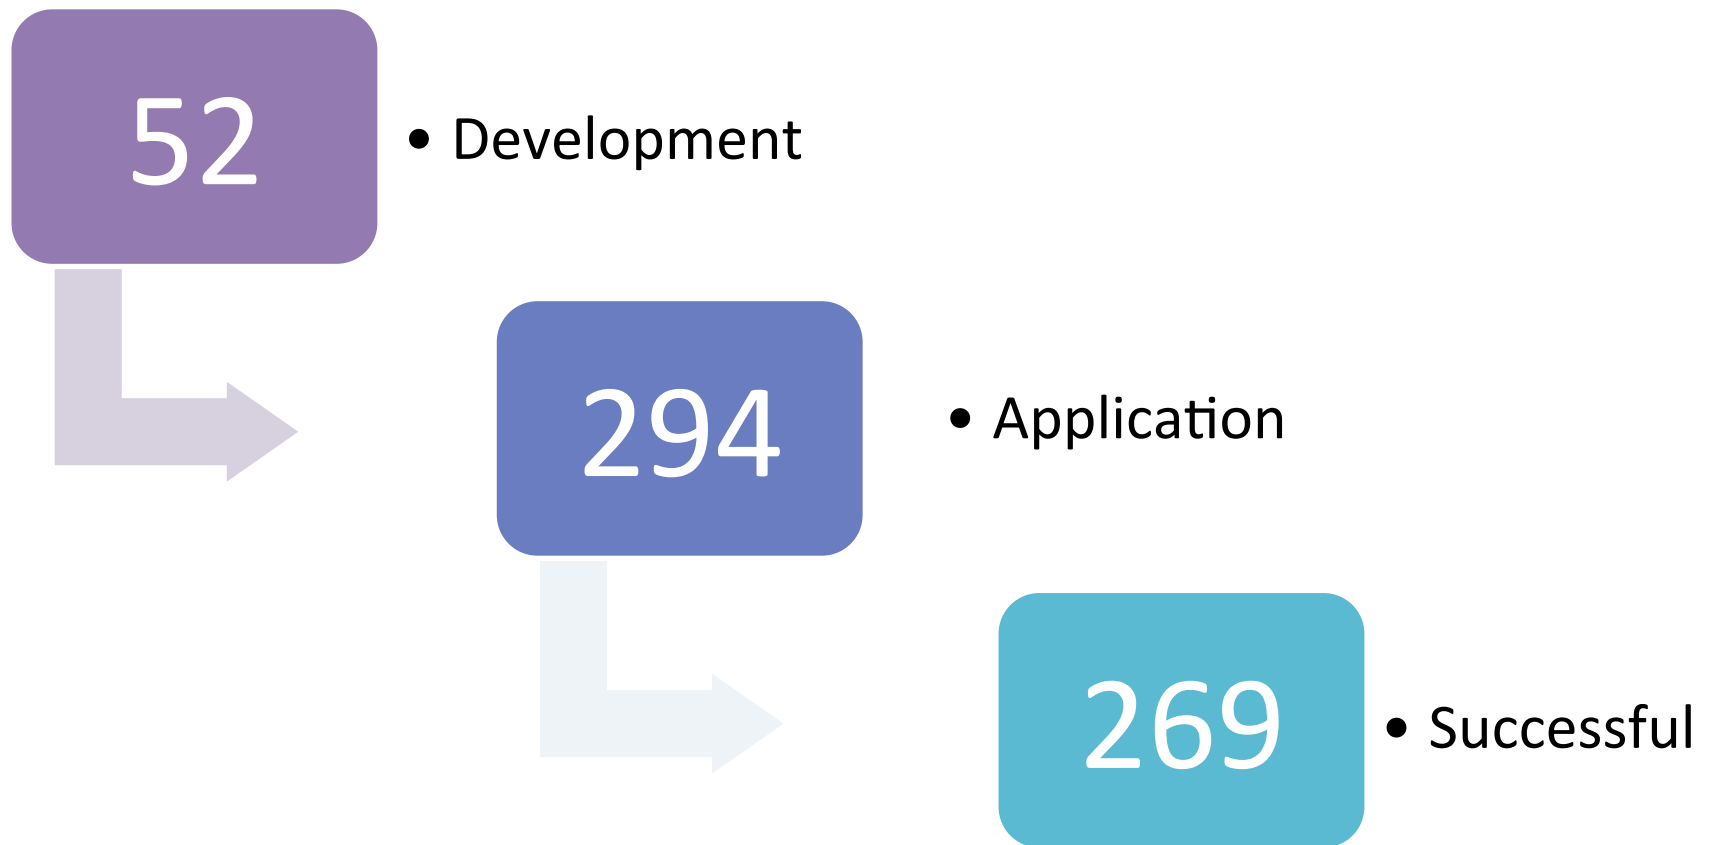 52
• Development
294
• Application
269
• Successful